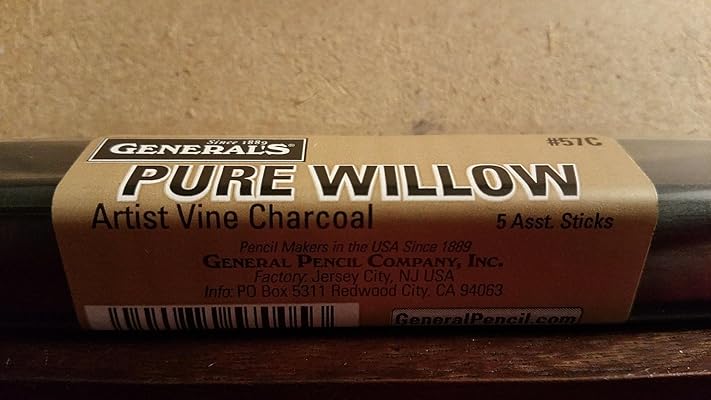 Since 1889
GENERAL'S®
#57C
PURE WILLOW
Artist Vine Charcoal
5 Asst. Sticks
Pencil Makers in the USA Since 1889
GENERAL PENCIL COMPANY, INC.
Factory: Jersey City, NJ USA
Info: PO Box 5311 Redwood City, CA 94063
GeneralPencil.com